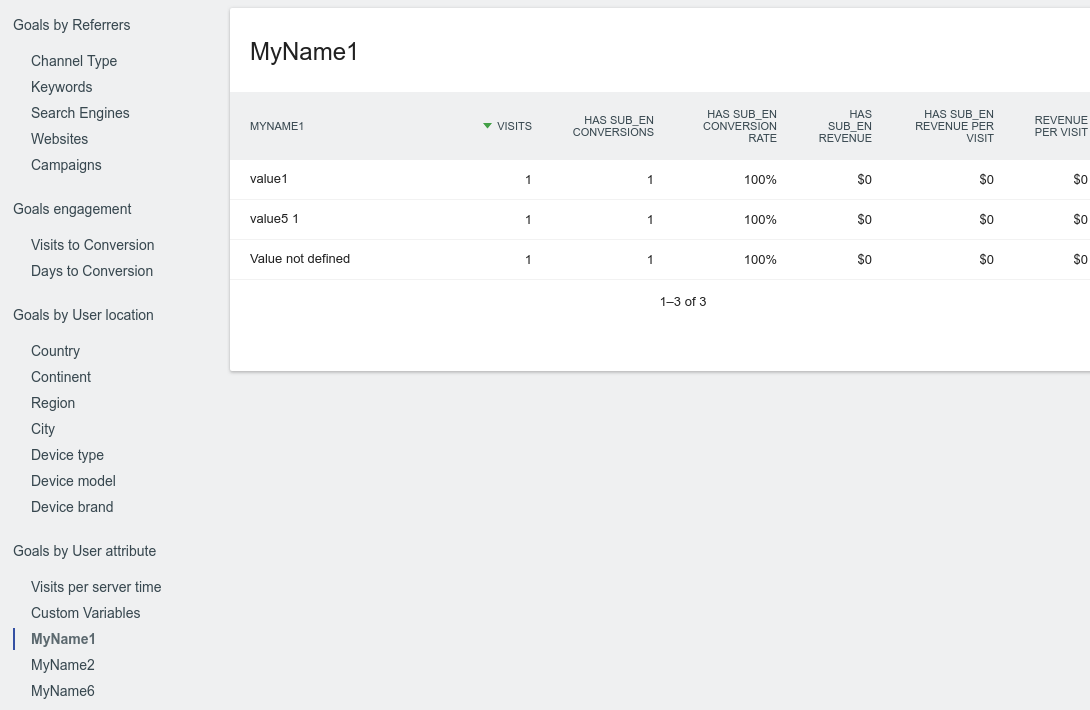 Goals by Referrers
Channel Type
Keywords
Search Engines
Websites
Campaigns
Goals engagement
Visits to Conversion
Days to Conversion
Goals by User location
Country
Continent
Region
City
Device type
Device model
Device brand
Goals by User attribute
Visits per server time
Custom Variables
MyName1
MyName2
MyName6
MyName1
MYNAME1 VISITS HAS SUB_EN CONVERSIONS HAS SUB_EN CONVERSION RATE HAS SUB_EN REVENUE HAS SUB_EN REVENUE PER VISIT REVENUE PER VISIT
value1 1 1 100% $0 $0 $0
value5 1 1 1 100% $0 $0 $0
Value not defined 1 1 100% $0 $0 $0
1–3 of 3